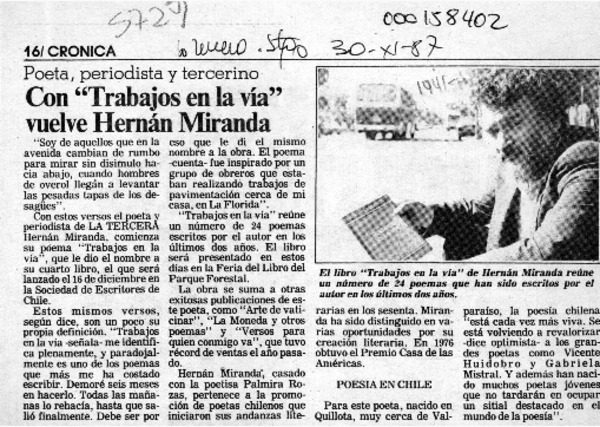 5729
000158402
16/ CRONICA
la tercera. Stgo 30-XI-87
1941-
Poeta, periodista y tercerino
Con “Trabajos en la vía”
vuelve Hernán Miranda
“Soy de aquellos que en la
avenida cambian de rumbo
para mirar sin disimulo ha-
cia abajo, cuando hombres
de overol llegán a levantar
las pesadas tapas de los de-
sagües”.
Con estos versos el poeta y
periodista de LA TERCERA
Hernán Miranda, comienza
su poema “Trabajos en la
vía”, que le dio el nombre a
su cuarto libro, el que será
lanzado el 16 de diciembre en
la Sociedad de Escritores de
Chile.
Estos mismos versos,
según dice, son un poco su
propia definición. “Trabajos
en la vía -señala- me identi-
fica plenamente, y paradojal-
mente es uno de los poemas
que más me ha costado
escribir. Demoré seis meses
en hacerlo. Todas las maña-
nas lo rehacía, hasta que sa-
lió finalmente. Debe ser por
eso que le di el mismo
nombre a la obra. El poema
-cuenta- fue inspirado por un
grupo de obreros que esta-
ban realizando trabajos de
pavimentación cerca de mi
casa, en La Florida”.
“Trabajos en la vía” reúne
un número de 24 poemas
escritos por el autor en los
últimos dos años. El libro
será presentado en estos
días en la Feria del Libro del
Parque Forestal.
La obra se suma a otras
exitosas publicaciones de es-
te poeta, como “Arte de vati-
cinar”, “La Moneda y otros
poemas” y “Versos para
quien conmigo va”, que tuvo
récord de ventas el año pasa-
do.
Hernán Miranda, casado
con la poetisa Palmira Ro-
zas, pertenece a la promo-
ción de poetas chilenos que
iniciaron sus andanzas lite-
El libro “Trabajos en la vía” de Hernán Miranda reúne
un número de 24 poemas que han sido escritos por el
autor en los últimos dos años.
rarias en los sesenta. Miran-
da ha sido distinguido en va-
rias oportunidades por su
creación literaria. En 1976
obtuvo el Premio Casa de las
Américas.
POESIA EN CHILE
Para este poeta, nacido en
Quillota, muy cerca de Val-
paraíso, la poesía chilena
“está cada vez más viva. Se
está volviendo a revalorizar
-dice optimista- a los gran-
des poetas como Vicente
Huidobro y Gabriela
Mistral. Y además han naci-
do muchos poetas jóvenes
que no tardarán en ocupar
un sitial destacado en el
mundo de la poesía”.